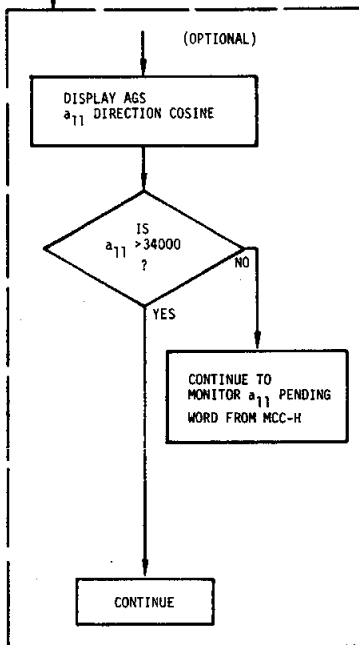 (OPTIONAL)
DISPLAY AGS
a11 DIRECTION COSINE
IS
a11 >34000
?
NO
YES
CONTINUE TO
MONITOR a11 PENDING
WORD FROM MCC-H
CONTINUE